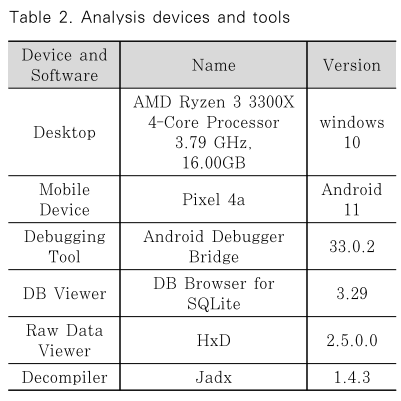 Table 2. Analysis devices and tools
Device and
Software
Name
Version
Desktop
AMD Ryzen 3 3300X
4-Core Processor
3.79 GHz,
16.00GB
windows
10
Mobile
Device
Pixel 4a
Android
11
Debugging
Tool
Android Debugger
Bridge
33.0.2
DB Viewer
DB Browser for
SQLite
3.29
Raw Data
Viewer
HxD
2.5.0.0
Decompiler
Jadx
1.4.3